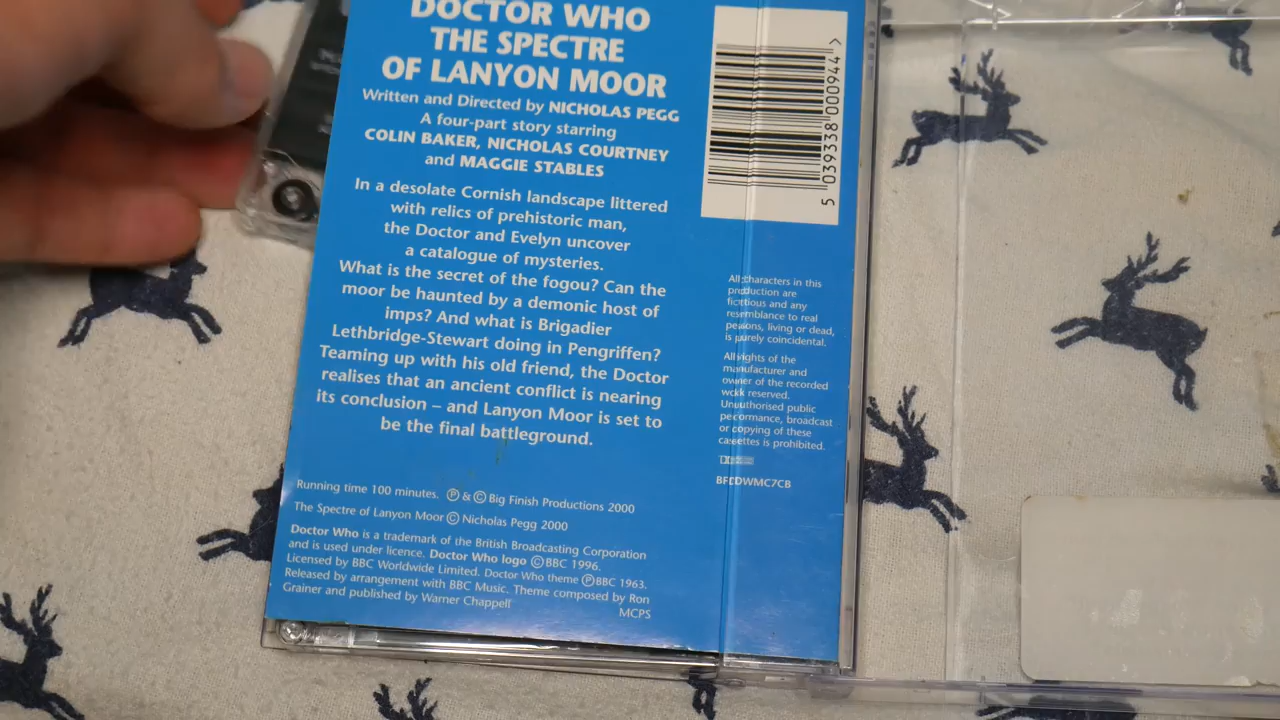 DOCTOR WHO
THE SPECTRE
OF LANYON MOOR
Written and Directed by NICHOLAS PEGG
A four-part story starring
COLIN BAKER, NICHOLAS COURTNEY
and MAGGIE STABLES
In a desolate Cornish landscape littered
with relics of prehistoric man,
the Doctor and Evelyn uncover
a catalogue of mysteries.
What is the secret of the fogou? Can the
moor be haunted by a demonic host of
imps? And what is Brigadier
Lethbridge-Stewart doing in Pengriffen?
Teaming up with his old friend, the Doctor
realises that an ancient conflict is nearing
its conclusion – and Lanyon Moor is set to
be the final battleground.
Running time 100 minutes. Ⓟ & © Big Finish Productions 2000
The Spectre of Lanyon Moor © Nicholas Pegg 2000
Doctor Who is a trademark of the British Broadcasting Corporation
and is used under licence. Doctor Who logo © BBC 1996.
Licensed by BBC Worldwide Limited. Doctor Who theme Ⓟ BBC 1963.
Released by arrangement with BBC Music. Theme composed by Ron
Grainer and published by Warner Chappell
MCPS
5 039338 000944 >
All characters in this
production are
fictitious and any
resemblance to real
persons, living or dead,
is purely coincidental.
All rights of the
manufacturer and
owner of the recorded
work reserved.
Unauthorised public
performance, broadcast
or copying of these
cassettes is prohibited.
BFPDWMC7CB